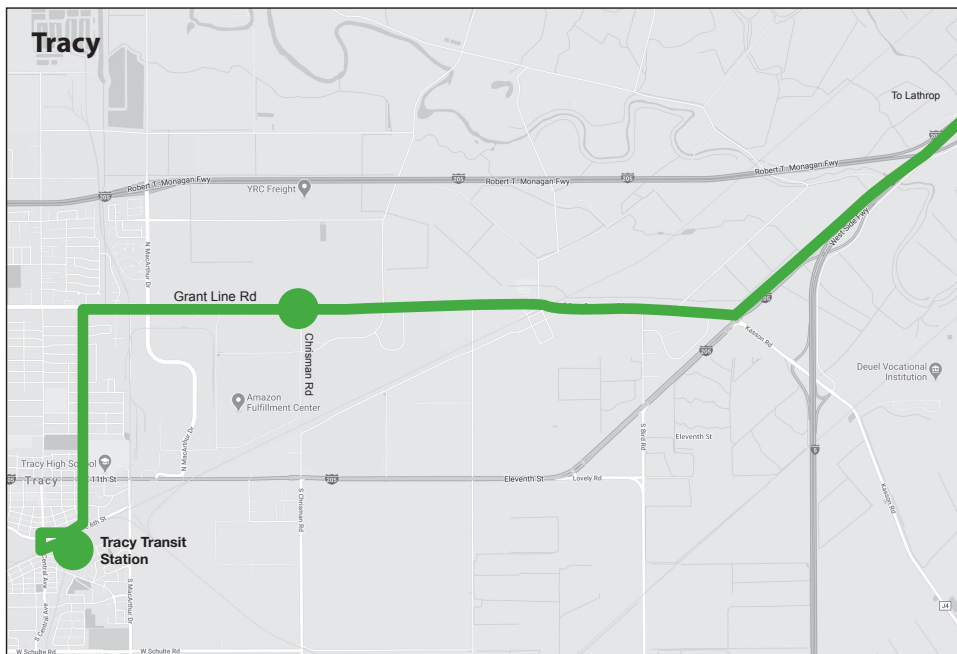 Tracy
To Lathrop
205
Robert T. Monagan Fwy
205
Robert T. Monagan Fwy
205
Robert T. Monagan Fwy
205
YRC Freight
N MacArthur Dr
West Side Fwy
Grant Line Rd
205
Kasson Rd
Chrisman Rd
205
Deuel Vocational
Institution
Amazon
Fulfillment Center
N MacArthur Dr
S Bird Rd
Eleventh St
5
Tracy High School
Tracy
E 11th St
205
Eleventh St
Lovely Rd
Kasson Rd
S Chrisman Rd
E 6th St
Tracy Transit
Station
Central Ave
S MacArthur Dr
S Central Ave
J4
W Schulte Rd
W Schulte Rd